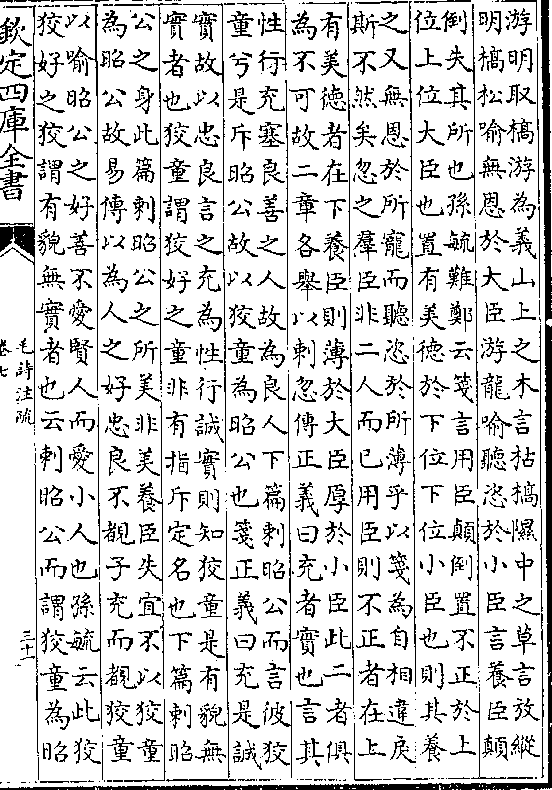 游明取槁游為義山上之木言枯槁隰中之草言放縱
明槁松喻無恩於大臣游龍喻聽恣於小臣言養臣顛
倒失其所也孫毓難鄭云箋言用臣顛倒置不正於上
位上位大臣也置有美德於下位下位小臣也則其養
之又無恩於所寵而聽恣於所薄乎以箋為自相違戾
斯不然矣忽之羣臣非二人而已用臣則不正者在上
有美德者在下養臣則薄於大臣厚於小臣此二者俱
為不可故二章各舉以刺忽傳正義曰充者實也言其
性行充塞良善之人故為良人下篇刺昭公而言彼狡
童兮是斥昭公故以狡童為昭公也箋正義曰充是誠
實故以忠良言之充為性行誠實則知狡童是有貌無
實者也狡童謂狡好之童非有指斥定名也下篇刺昭
公之身此篇刺昭公之所美非美養臣失宜不以狡童
為昭公故易傳以為人之好忠良不覩子充而覩狡童
以喻昭公之好善不愛賢人而愛小人也孫毓云此狡
狡好之狡謂有貌無實者也云刺昭公而謂狡童為昭
欽定四庫全書
毛詩注疏
卷七
三十一